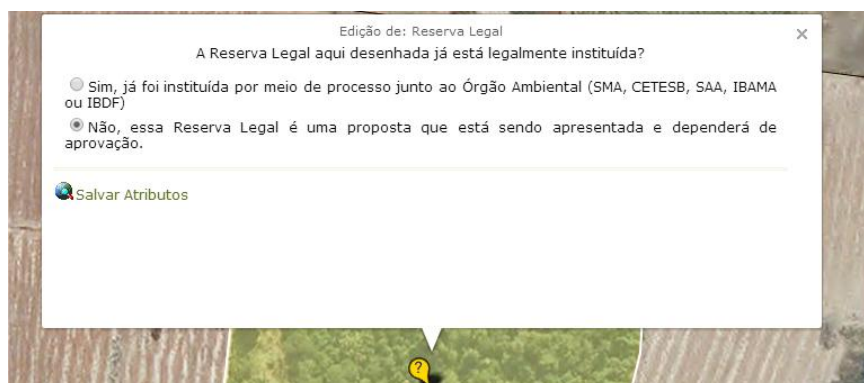 Edição de: Reserva Legal
×
A Reserva Legal aqui desenhada já está legalmente instituída?
Sim, já foi instituída por meio de processo junto ao Órgão Ambiental (SMA, CETESB, SAA, IBAMA
ou IBDF)
Não, essa Reserva Legal é uma proposta que está sendo apresentada e dependerá de
aprovação.
Salvar Atributos
?